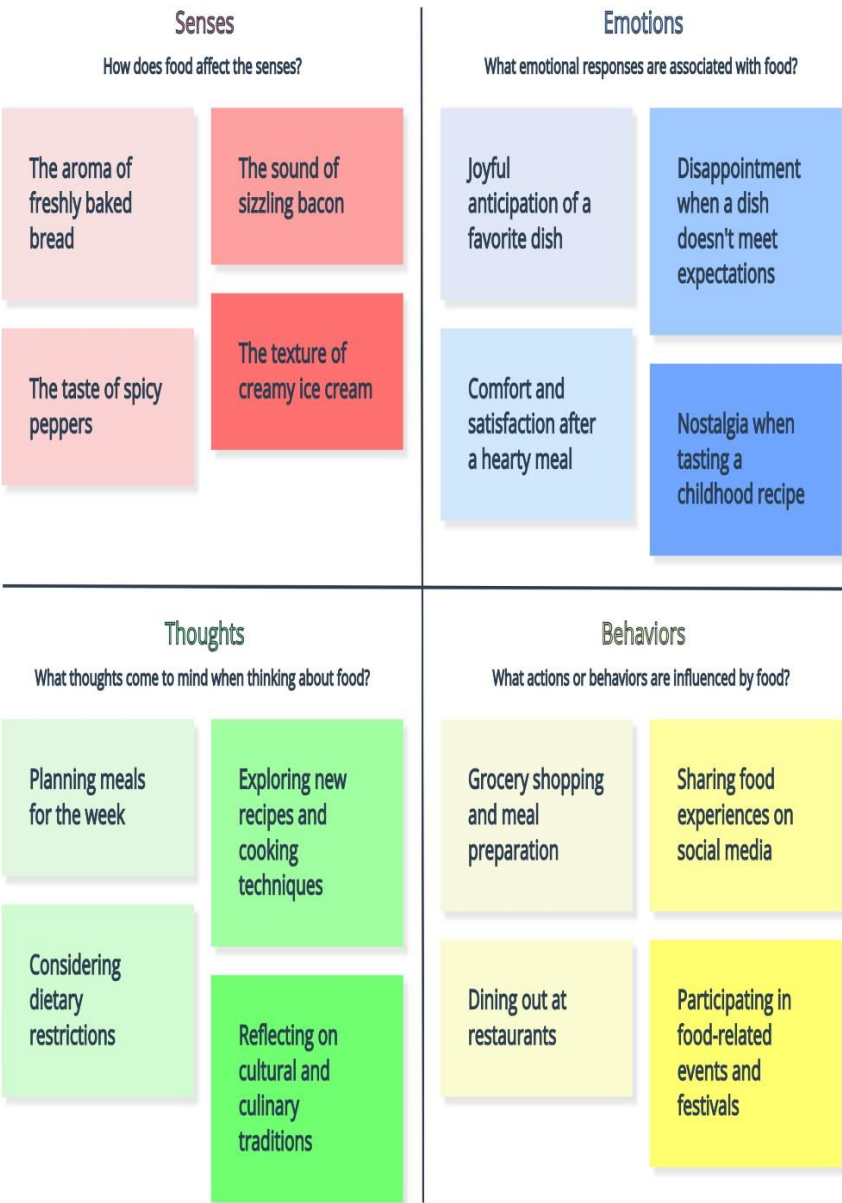 Senses
How does food affect the senses?
The aroma of
freshly baked
bread
The sound of
sizzling bacon
The taste of spicy
peppers
The texture of
creamy ice cream
Emotions
What emotional responses are associated with food?
Joyful
anticipation of a
favorite dish
Disappointment
when a dish
doesn't meet
expectations
Comfort and
satisfaction after
a hearty meal
Nostalgia when
tasting a
childhood recipe
Thoughts
What thoughts come to mind when thinking about food?
Planning meals
for the week
Exploring new
recipes and
cooking
techniques
Considering
dietary
restrictions
Reflecting on
cultural and
culinary
traditions
Behaviors
What actions or behaviors are influenced by food?
Grocery shopping
and meal
preparation
Sharing food
experiences on
social media
Dining out at
restaurants
Participating in
food-related
events and
festivals